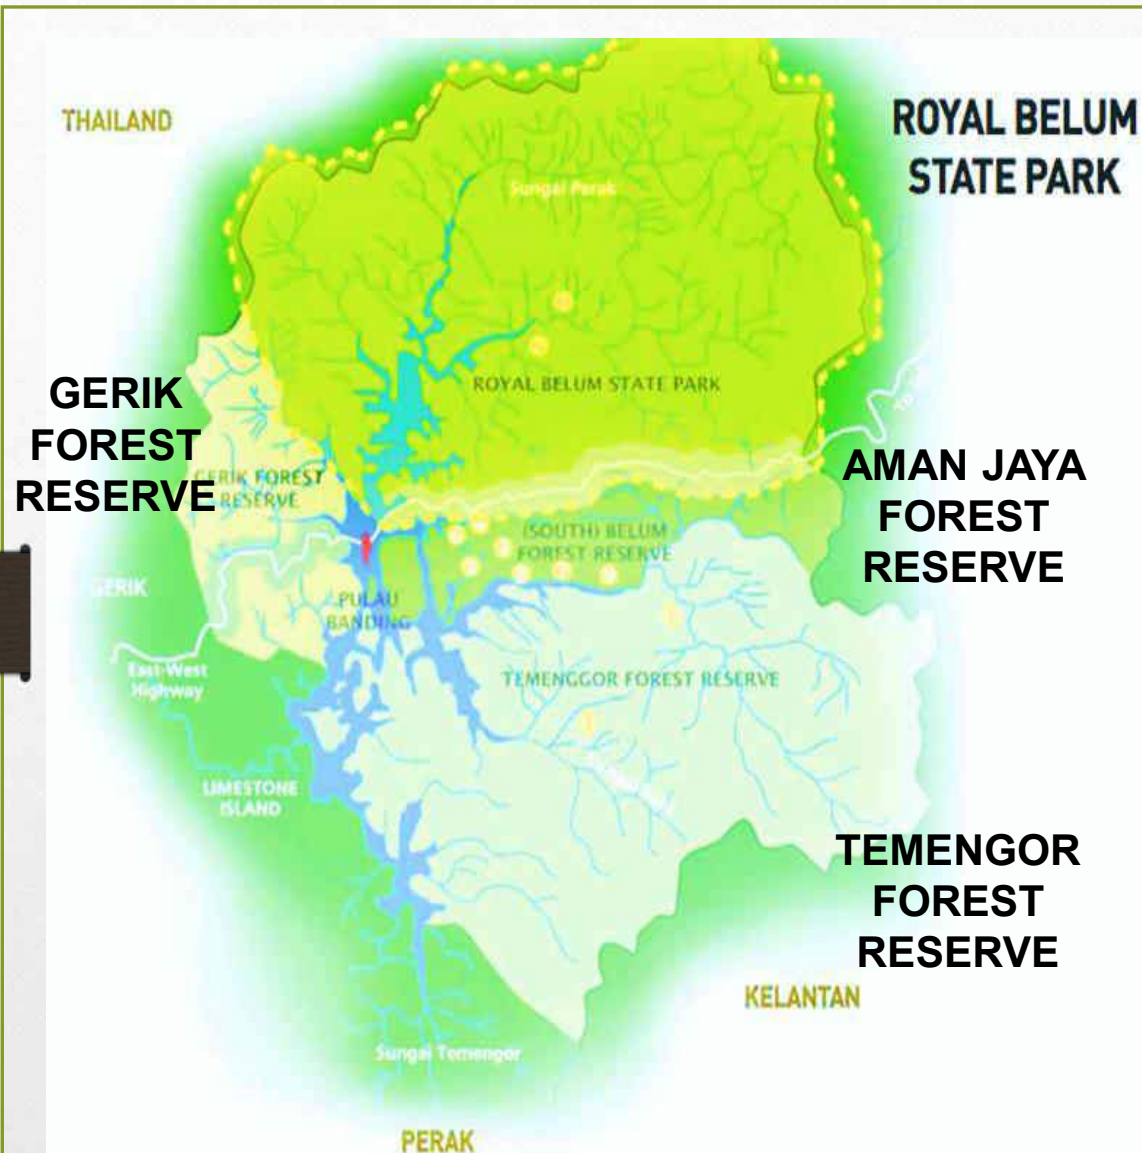 THAILAND
ROYAL BELUM
STATE PARK
Sungai Perak
ROYAL BELUM STATE PARK
GERIK
FOREST
RESERVE
GERIK FOREST
RESERVE
AMAN JAYA
FOREST
RESERVE
(SOUTH) BELUM
FOREST RESERVE
GERIK
PULAU
BANDING
East-West
Highway
TEMENGGOR FOREST RESERVE
LIMESTONE
ISLAND
TEMENGOR
FOREST
RESERVE
KELANTAN
Sungai Temengor
PERAK